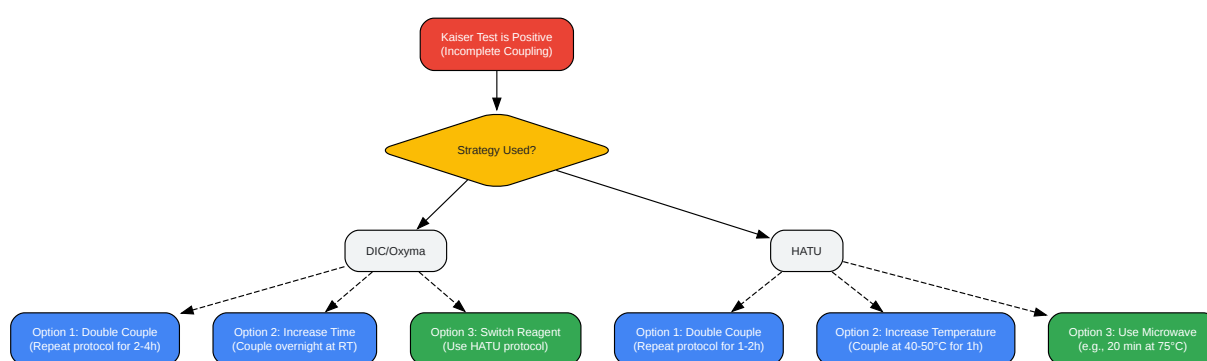 Kaiser Test is Positive
(Incomplete Coupling)
Strategy Used?
DIC/Oxyma
HATU
Option 1: Double Couple
(Repeat protocol for 2-4h)
Option 2: Increase Time
(Couple overnight at RT)
Option 3: Switch Reagent
(Use HATU protocol)
Option 1: Double Couple
(Repeat protocol for 1-2h)
Option 2: Increase Temperature
(Couple at 40-50°C for 1h)
Option 3: Use Microwave
(e.g., 20 min at 75°C)